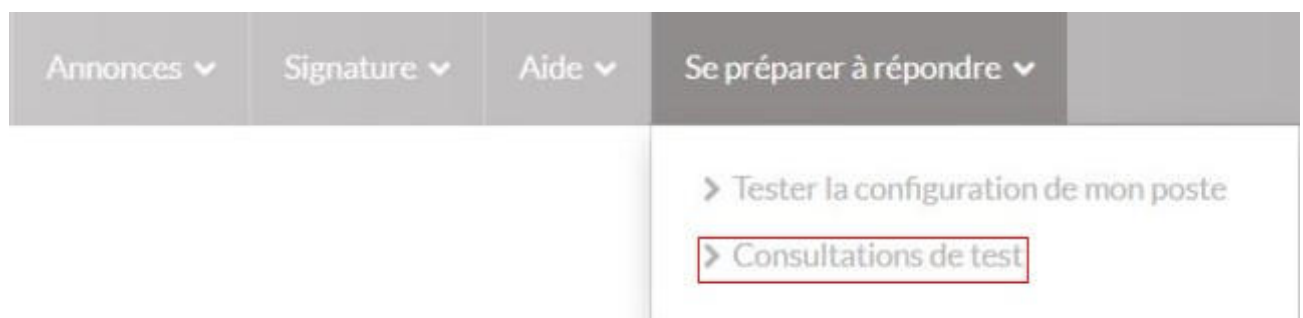 Annonces Signature Aide Se préparer à répondre
Tester la configuration de mon poste
Consultations de test